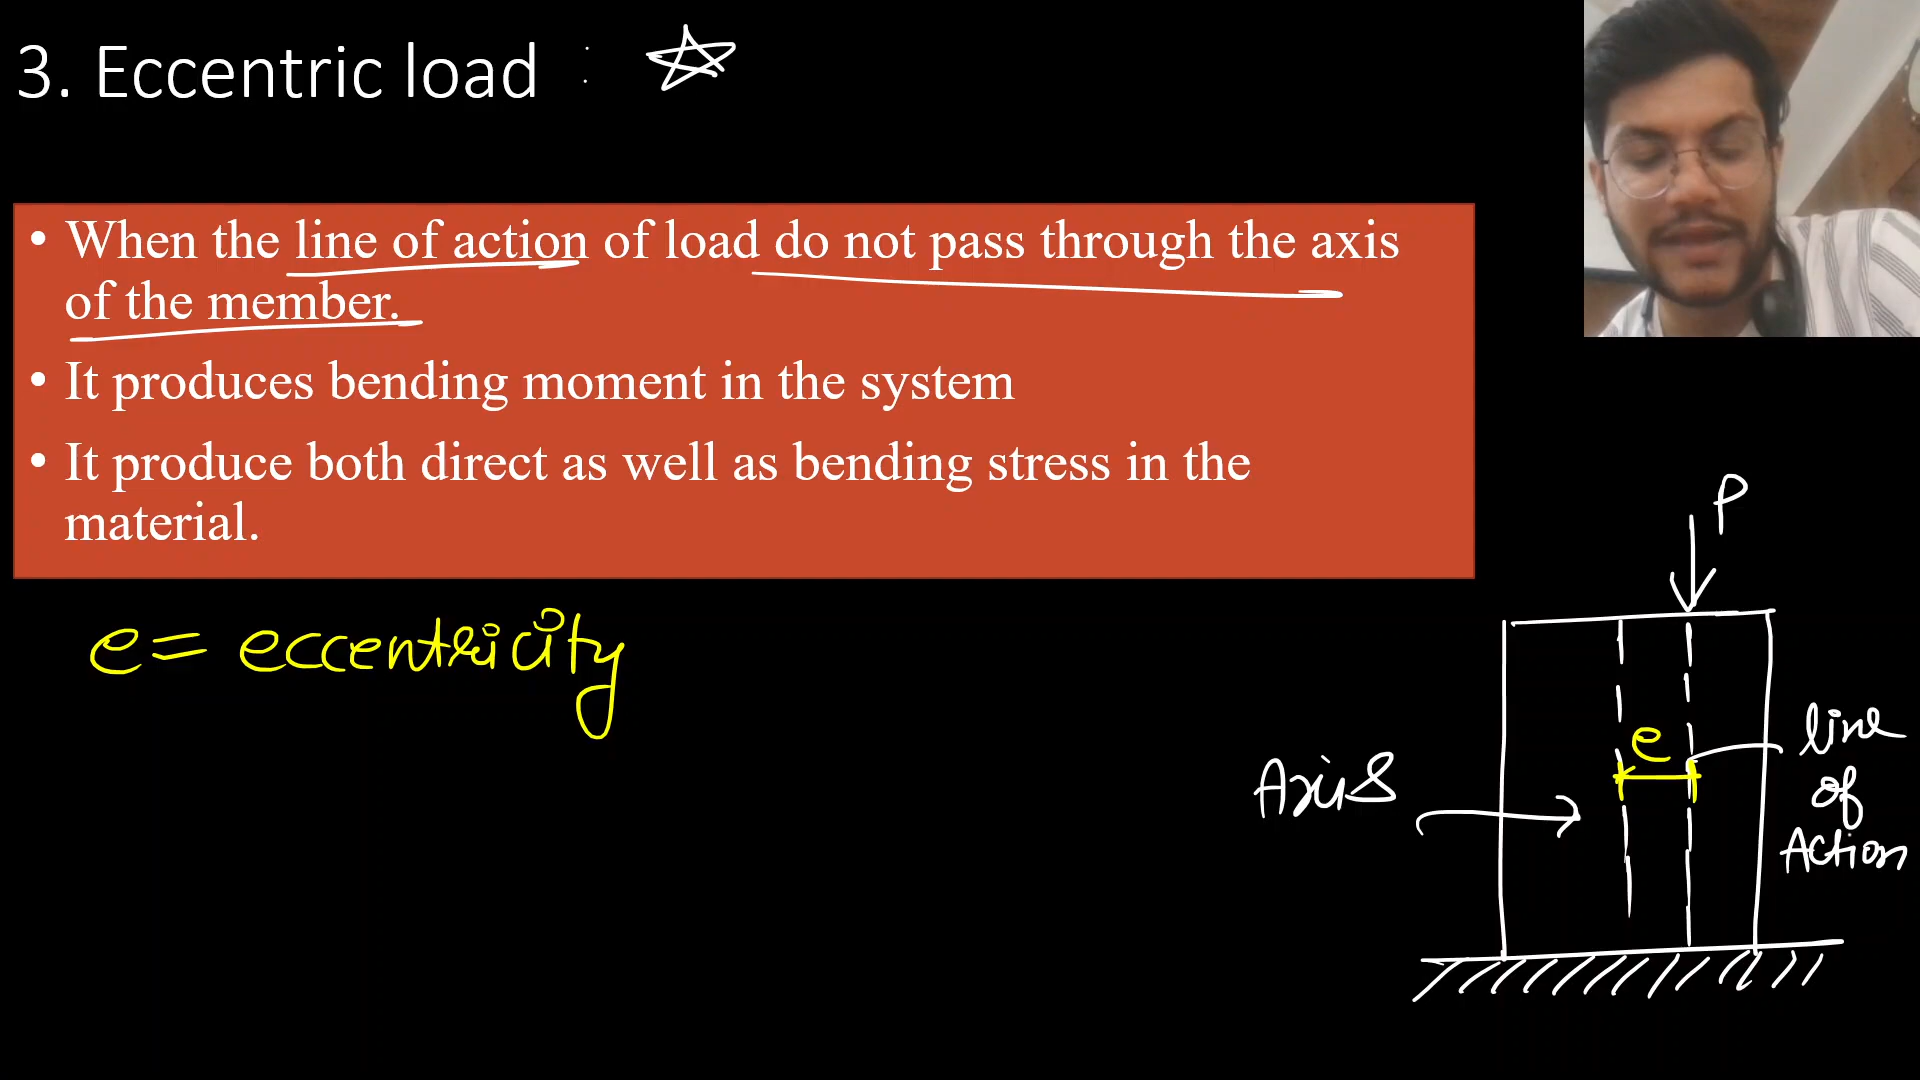 3. Eccentric load :
• When the line of action of load do not pass through the axis
of the member.
• It produces bending moment in the system
• It produce both direct as well as bending stress in the
material.
e = eccentricity
P
e
Axis
line
of
Action